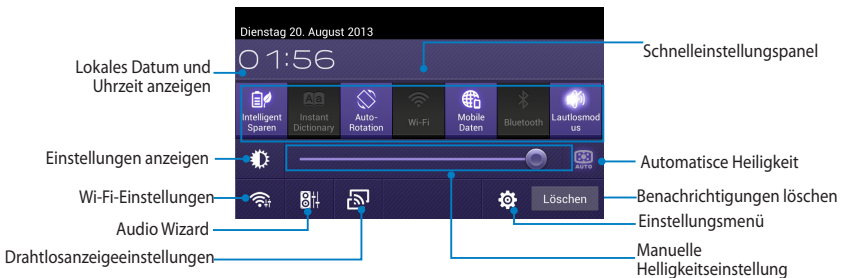 Dienstag 20. August 2013
01:56
Schnelleinstellungspanel
Lokales Datum und
Uhrzeit anzeigen
Intelligent
Sparen
Instant
Dictionary
Auto-
Rotation
Wi-Fi
Mobile
Daten
Bluetooth
Lautlosmod
us
Einstellungen anzeigen
AUTO
Automatisce Heiligkeit
Wi-Fi-Einstellungen
Löschen
Benachrichtigungen löschen
Audio Wizard
Einstellungsmenü
Drahtlosanzeigeeinstellungen
Manuelle
Helligkeitseinstellung